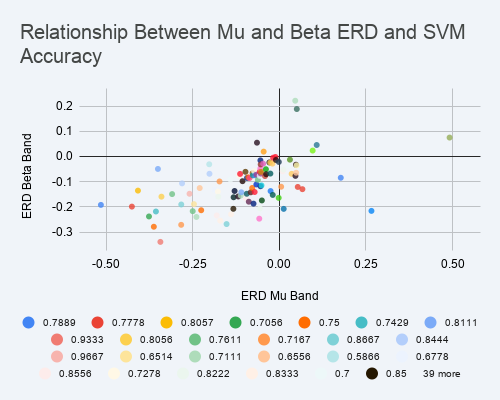 Relationship Between Mu and Beta ERD and SVM
Accuracy
0.2
0.1
0.0
-0.1
-0.2
-0.3
ERD Beta Band
-0.50
-0.25
0.00
0.25
0.50
ERD Mu Band
0.7889 0.7778 0.8057 0.7056 0.75 0.7429 0.8111
0.9333 0.8056 0.7611 0.7167 0.8667 0.8444
0.9667 0.6514 0.7111 0.6556 0.5866 0.6778
0.8556 0.7278 0.8222 0.8333 0.7 0.85 39 more